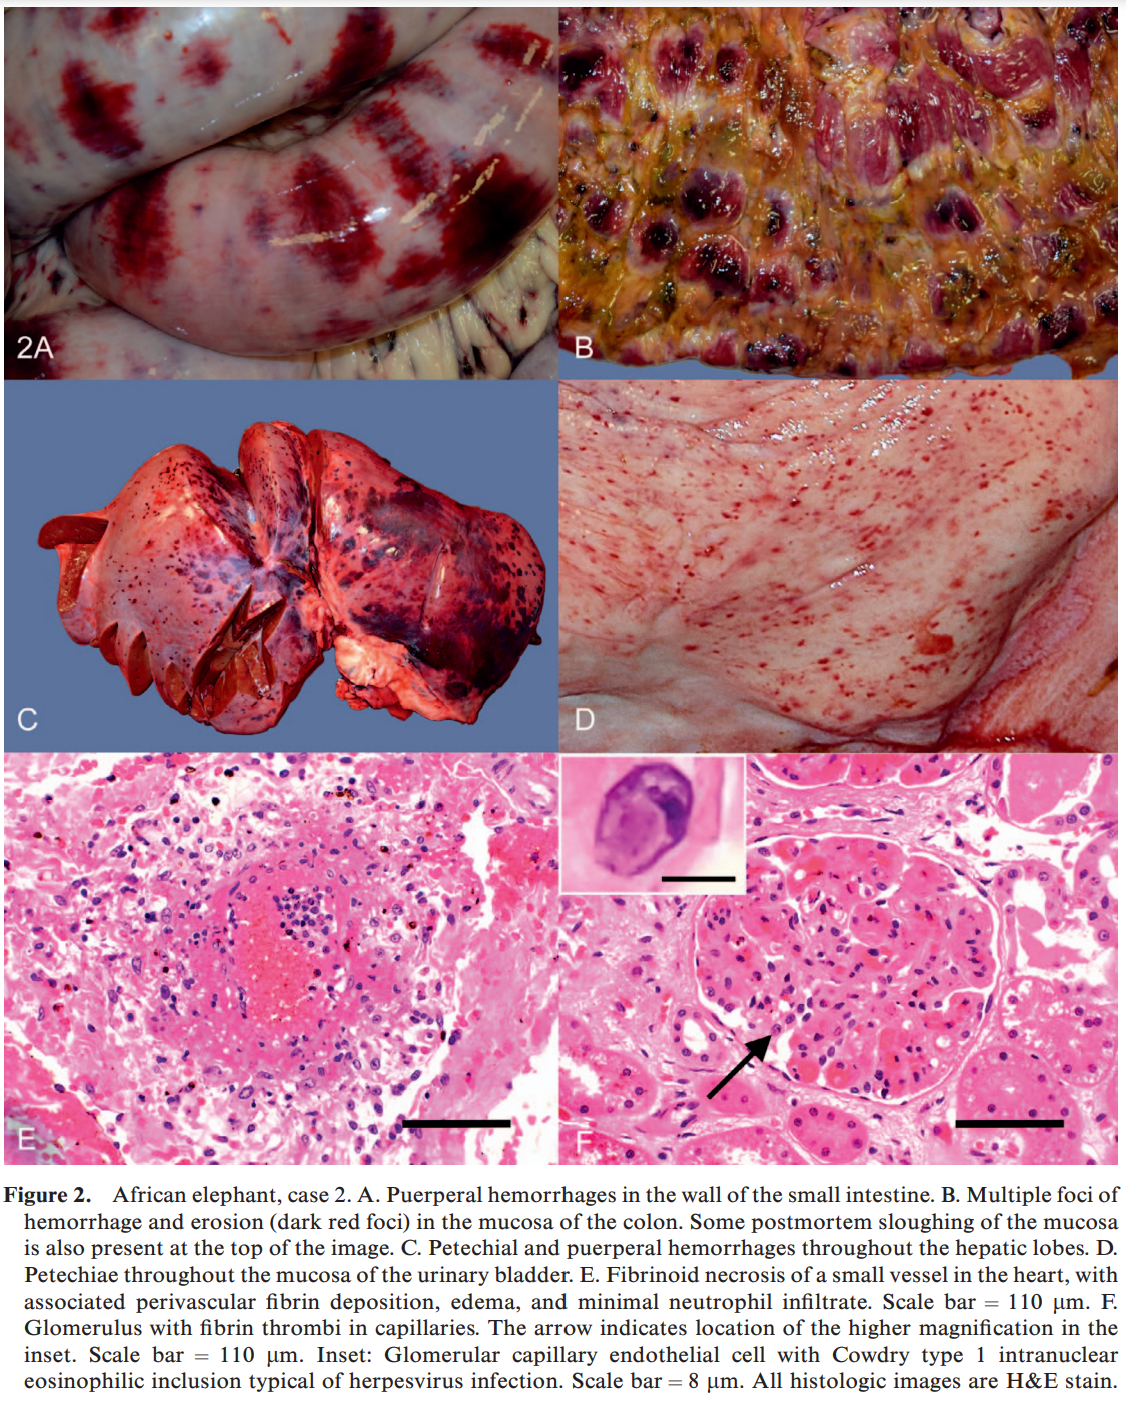 2A
B
C
D
E
F
Figure 2. African elephant, case 2. A. Puerperal hemorrhages in the wall of the small intestine. B. Multiple foci of
hemorrhage and erosion (dark red foci) in the mucosa of the colon. Some postmortem sloughing of the mucosa
is also present at the top of the image. C. Petechial and puerperal hemorrhages throughout the hepatic lobes. D.
Petechiae throughout the mucosa of the urinary bladder. E. Fibrinoid necrosis of a small vessel in the heart, with
associated perivascular fibrin deposition, edema, and minimal neutrophil infiltrate. Scale bar = 110 μm. F.
Glomerulus with fibrin thrombi in capillaries. The arrow indicates location of the higher magnification in the
inset. Scale bar = 110 μm. Inset: Glomerular capillary endothelial cell with Cowdry type 1 intranuclear
eosinophilic inclusion typical of herpesvirus infection. Scale bar = 8 μm. All histologic images are H&E stain.